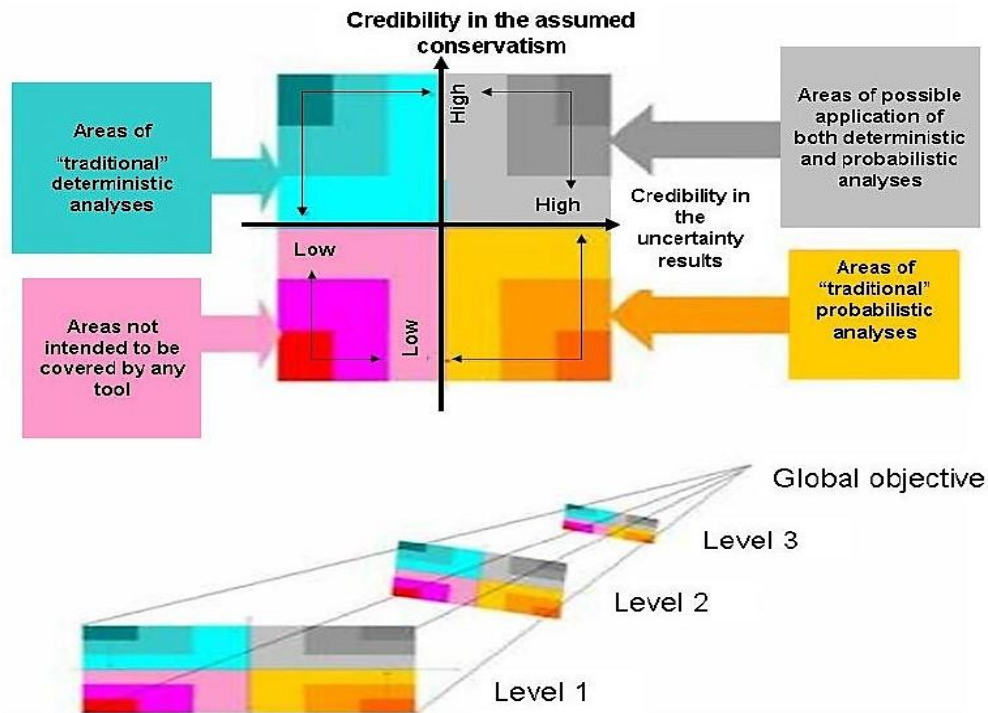 Credibility in the assumed
conservatism
Areas of
“traditional”
deterministic
analyses
High
Areas of possible
application of
both deterministic
and probabilistic
analyses
High
Credibility in
the
uncertainty
results
Low
Low
Areas not
intended to be
covered by any
tool
Areas of
“traditional”
probabilistic
analyses
Global objective
Level 3
Level 2
Level 1